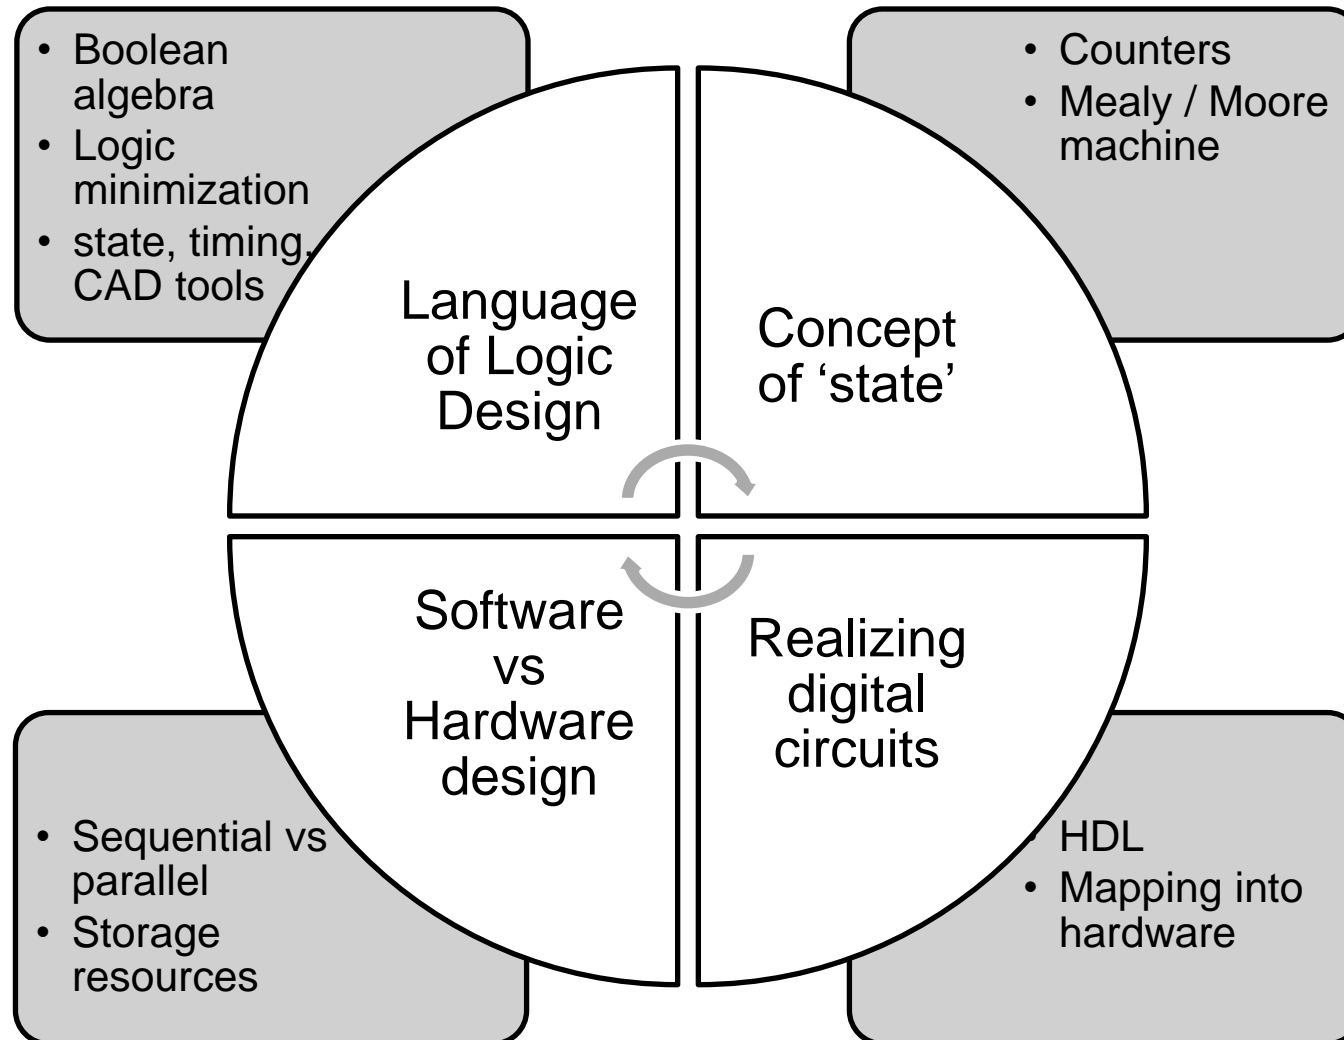 • Boolean
algebra
• Logic
minimization
• state, timing,
CAD tools
• Counters
• Mealy / Moore
machine
Language
of Logic
Design
Concept
of ‘state’
Software
vs
Hardware
design
Realizing
digital
circuits
• Sequential vs
parallel
• Storage
resources
• HDL
• Mapping into
hardware